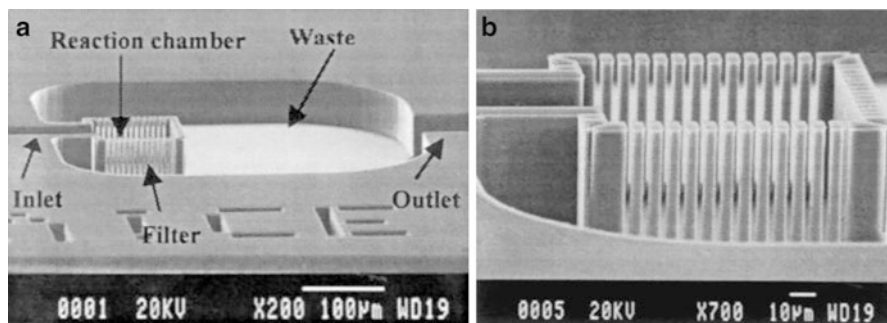 a
Reaction chamber
Waste
Inlet
Filter
Outlet
0001 20KV X200 100µm WD19
b
0005 20KV X700 10µm WD19